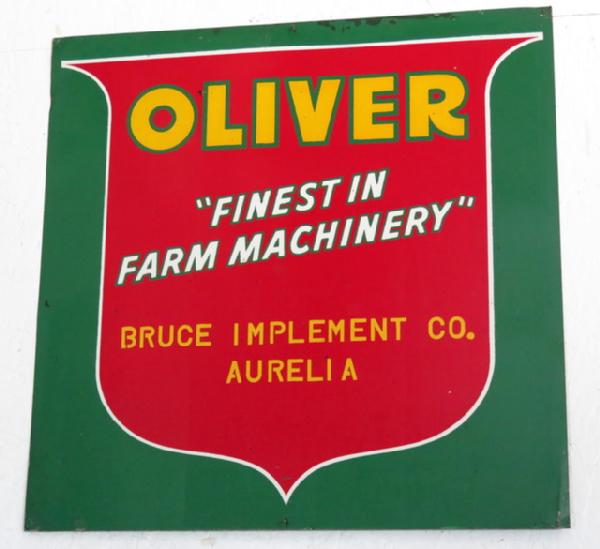 OLIVER
"FINEST IN
FARM MACHINERY"
BRUCE IMPLEMENT CO.
AURELIA